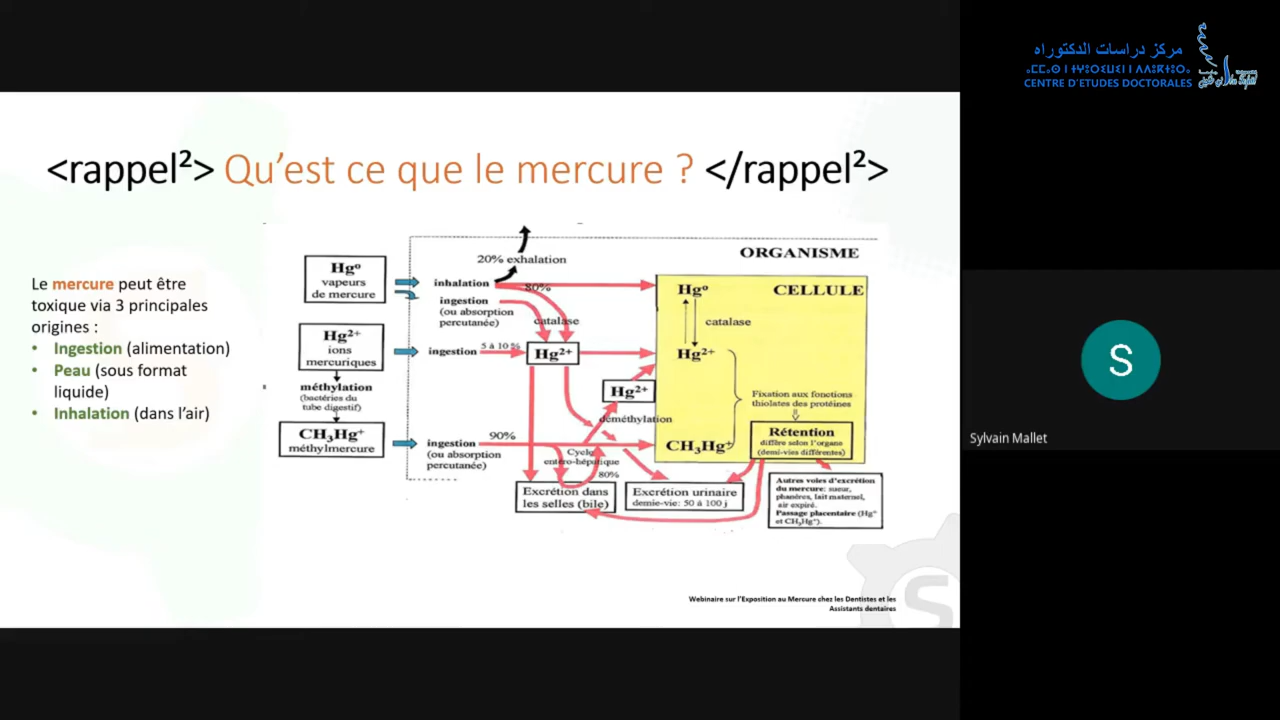 <rappel²> Qu'est ce que le mercure ? </rappel²>
Le mercure peut être
toxique via 3 principales
origines :
• Ingestion (alimentation)
• Peau (sous format
liquide)
• Inhalation (dans l'air)
Hg⁰
vapeurs
de mercure
Hg²⁺
ions
mercuriques
méthylation
(bactéries du
tube digestif)
CH₃Hg⁺
méthylmercure
20% exhalation
inhalation
80%
ingestion
(ou absorption
percutanée)
catalase
ingestion
5 à 10 %
Hg²⁺
Hg²⁺
déméthylation
90%
ingestion
(ou absorption
percutanée)
Cycle
entéro-hépatique
80%
Excrétion dans
les selles (bile)
Excrétion urinaire
demie-vie: 50 à 100 j
ORGANISME
CELLULE
Hg⁰
catalase
Hg²⁺
Fixation aux fonctions
thiolates des protéines
CH₃Hg⁺
Rétention
diffère selon l'organe
(demi-vies différentes)
Autres voies d'excrétion
du mercure: sueur,
phanères, lait maternel,
air expiré.
Passage placentaire (Hg⁰
et CH₃Hg⁺).
Webinaire sur l'Exposition au Mercure chez les Dentistes et les
Assistants dentaires
مركز دراسات الدكتوراه
CENTRE D'ETUDES DOCTORALES
S
Sylvain Mallet